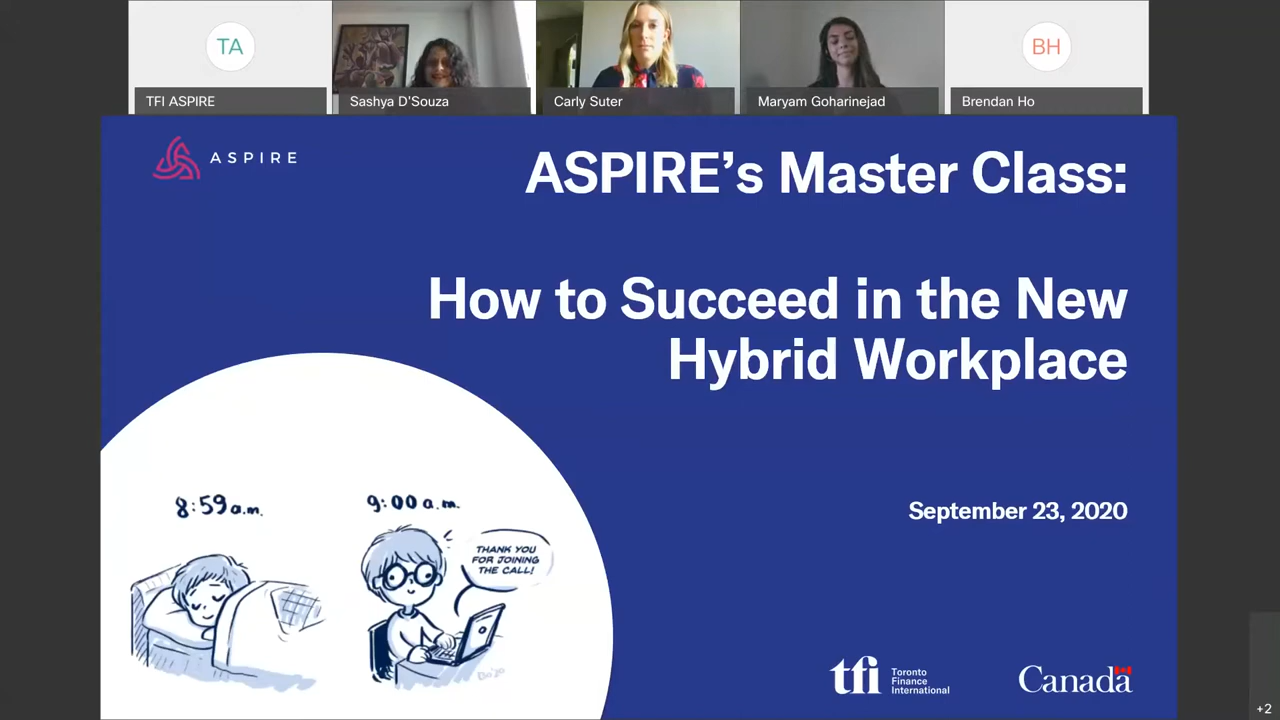 TA
BH
TFI ASPIRE
Sashya D'Souza
Carly Suter
Maryam Goharinejad
Brendan Ho
ASPIRE
ASPIRE’s Master Class:
How to Succeed in the New
Hybrid Workplace
September 23, 2020
8:59 a.m.
9:00 a.m.
THANK YOU
FOR JOINING
THE CALL!
tfi
Toronto
Finance
International
Canada
+2